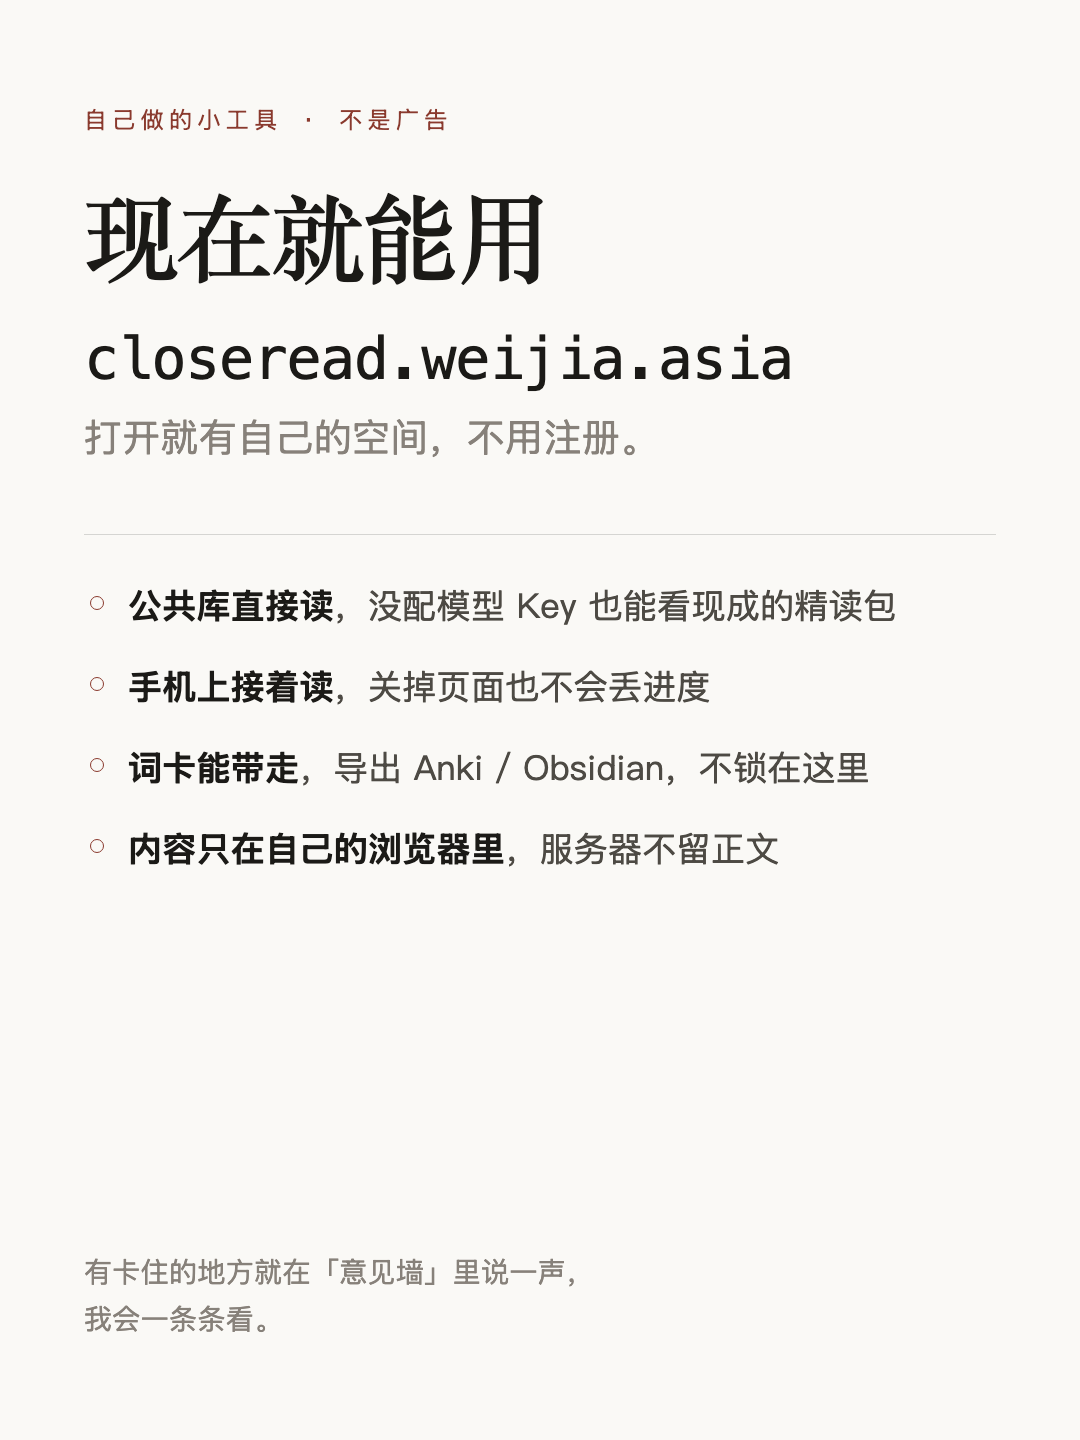 自己做的小工具 · 不是广告
现在就能用
closeread.weijia.asia
打开就有自己的空间，不用注册。
公共库直接读，没配模型 Key 也能看现成的精读包
手机上接着读，关掉页面也不会丢进度
词卡能带走，导出 Anki / Obsidian，不锁在这里
内容只在自己的浏览器里，服务器不留正文
有卡住的地方就在「意见墙」里说一声，
我会一条条看。